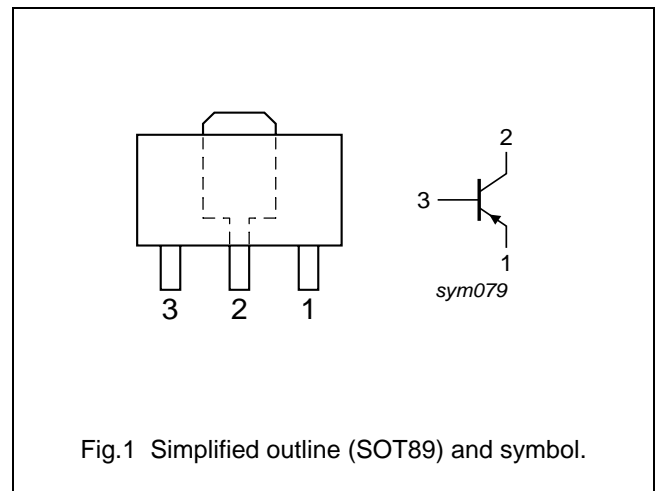 2
3
1
sym079
3 2 1
Fig.1 Simplified outline (SOT89) and symbol.